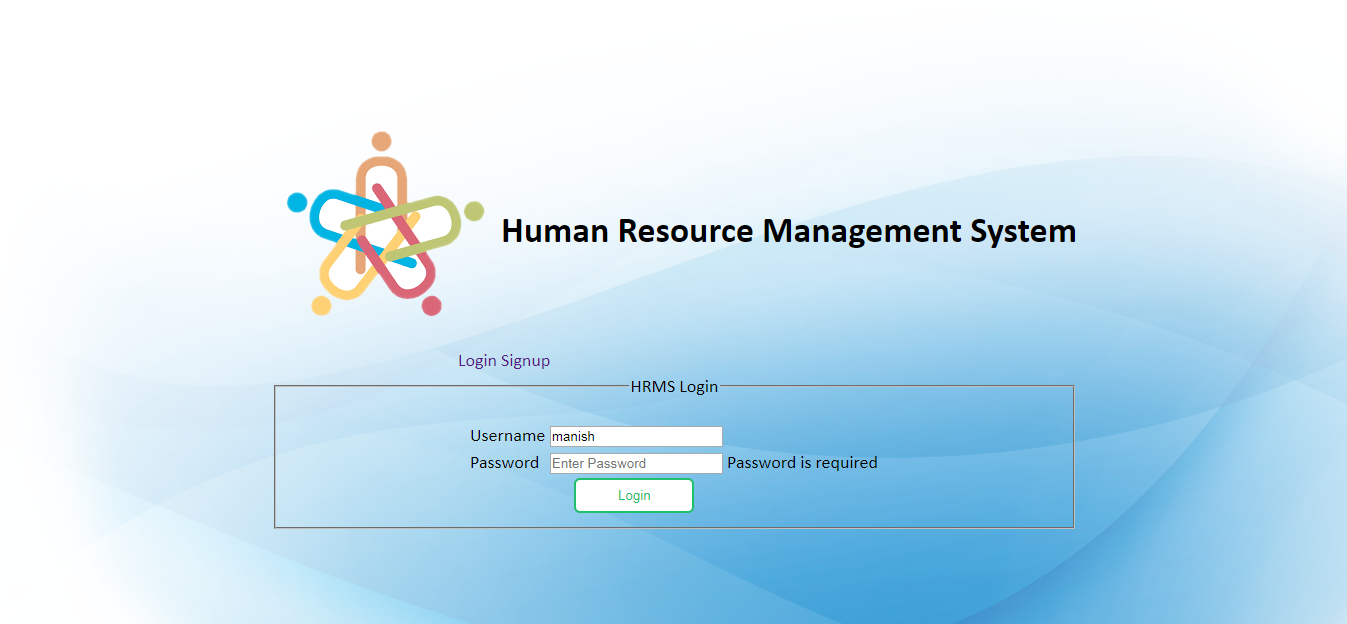 Human Resource Management System
Login Signup
HRMS Login
Username manish
Password Enter Password Password is required
Login